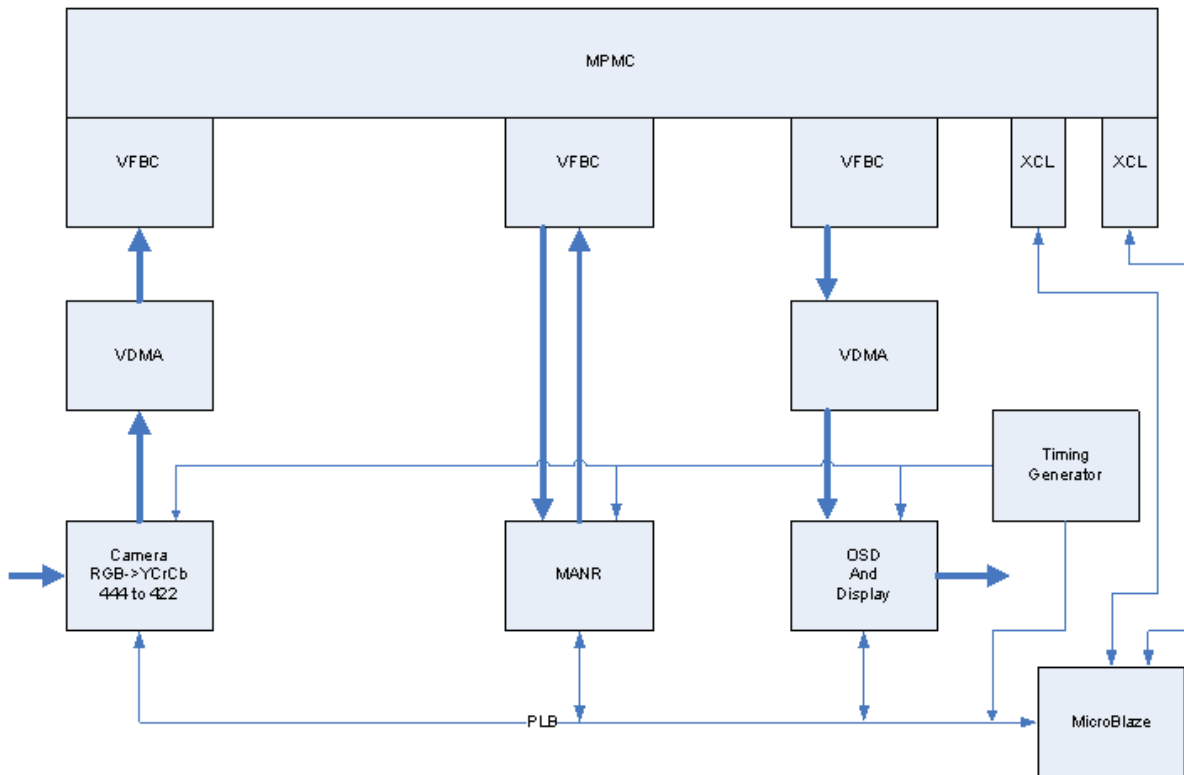 MPMC
VFBC
VFBC
VFBC
XCL
XCL
VDMA
VDMA
Timing
Generator
Camera
RGB->YCrCb
444 to 422
MANR
OSD
And
Display
PLB
MicroBlaze